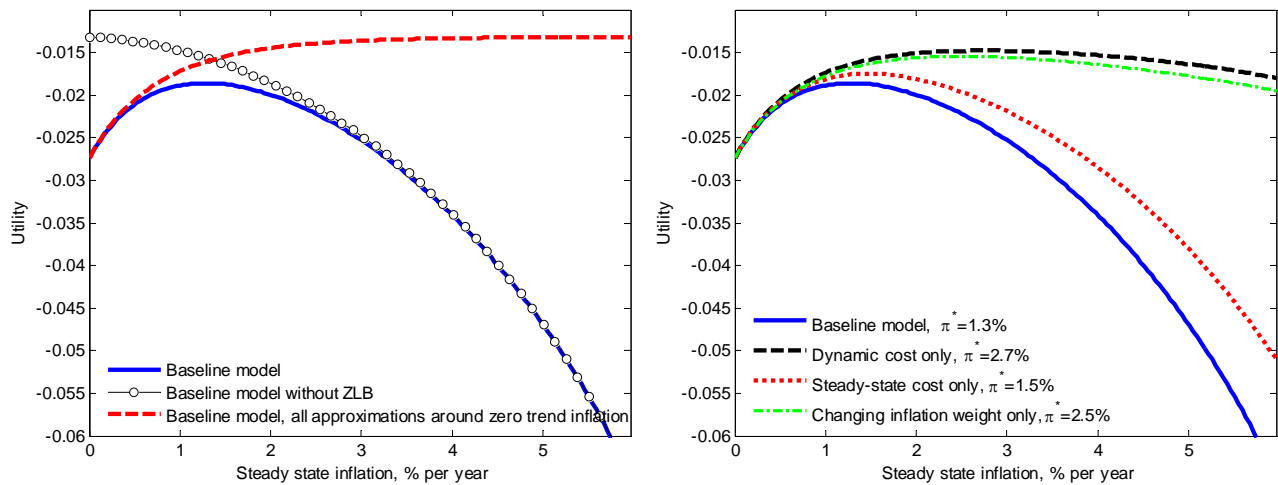 -0.015
-0.02
-0.025
-0.03
-0.035
-0.04
-0.045
-0.05
-0.055
-0.06
Utility
0 1 2 3 4 5
Steady state inflation, % per year
Baseline model
Baseline model without ZLB
Baseline model, all approximations around zero trend inflation
-0.015
-0.02
-0.025
-0.03
-0.035
-0.04
-0.045
-0.05
-0.055
-0.06
Utility
0 1 2 3 4 5
Steady state inflation, % per year
Baseline model, π*=1.3%
Dynamic cost only, π*=2.7%
Steady-state cost only, π*=1.5%
Changing inflation weight only, π*=2.5%